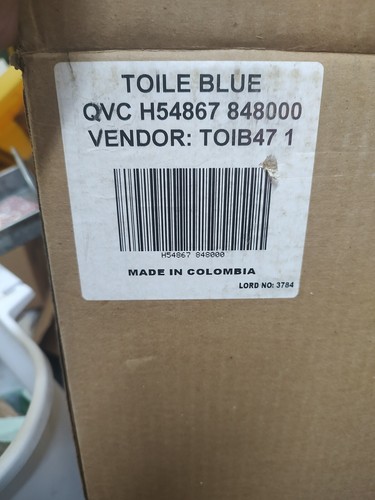 TOILE BLUE
QVC H54867 848000
VENDOR: TOIB47 1
H54867 848000
MADE IN COLOMBIA
LORD NO: 3784